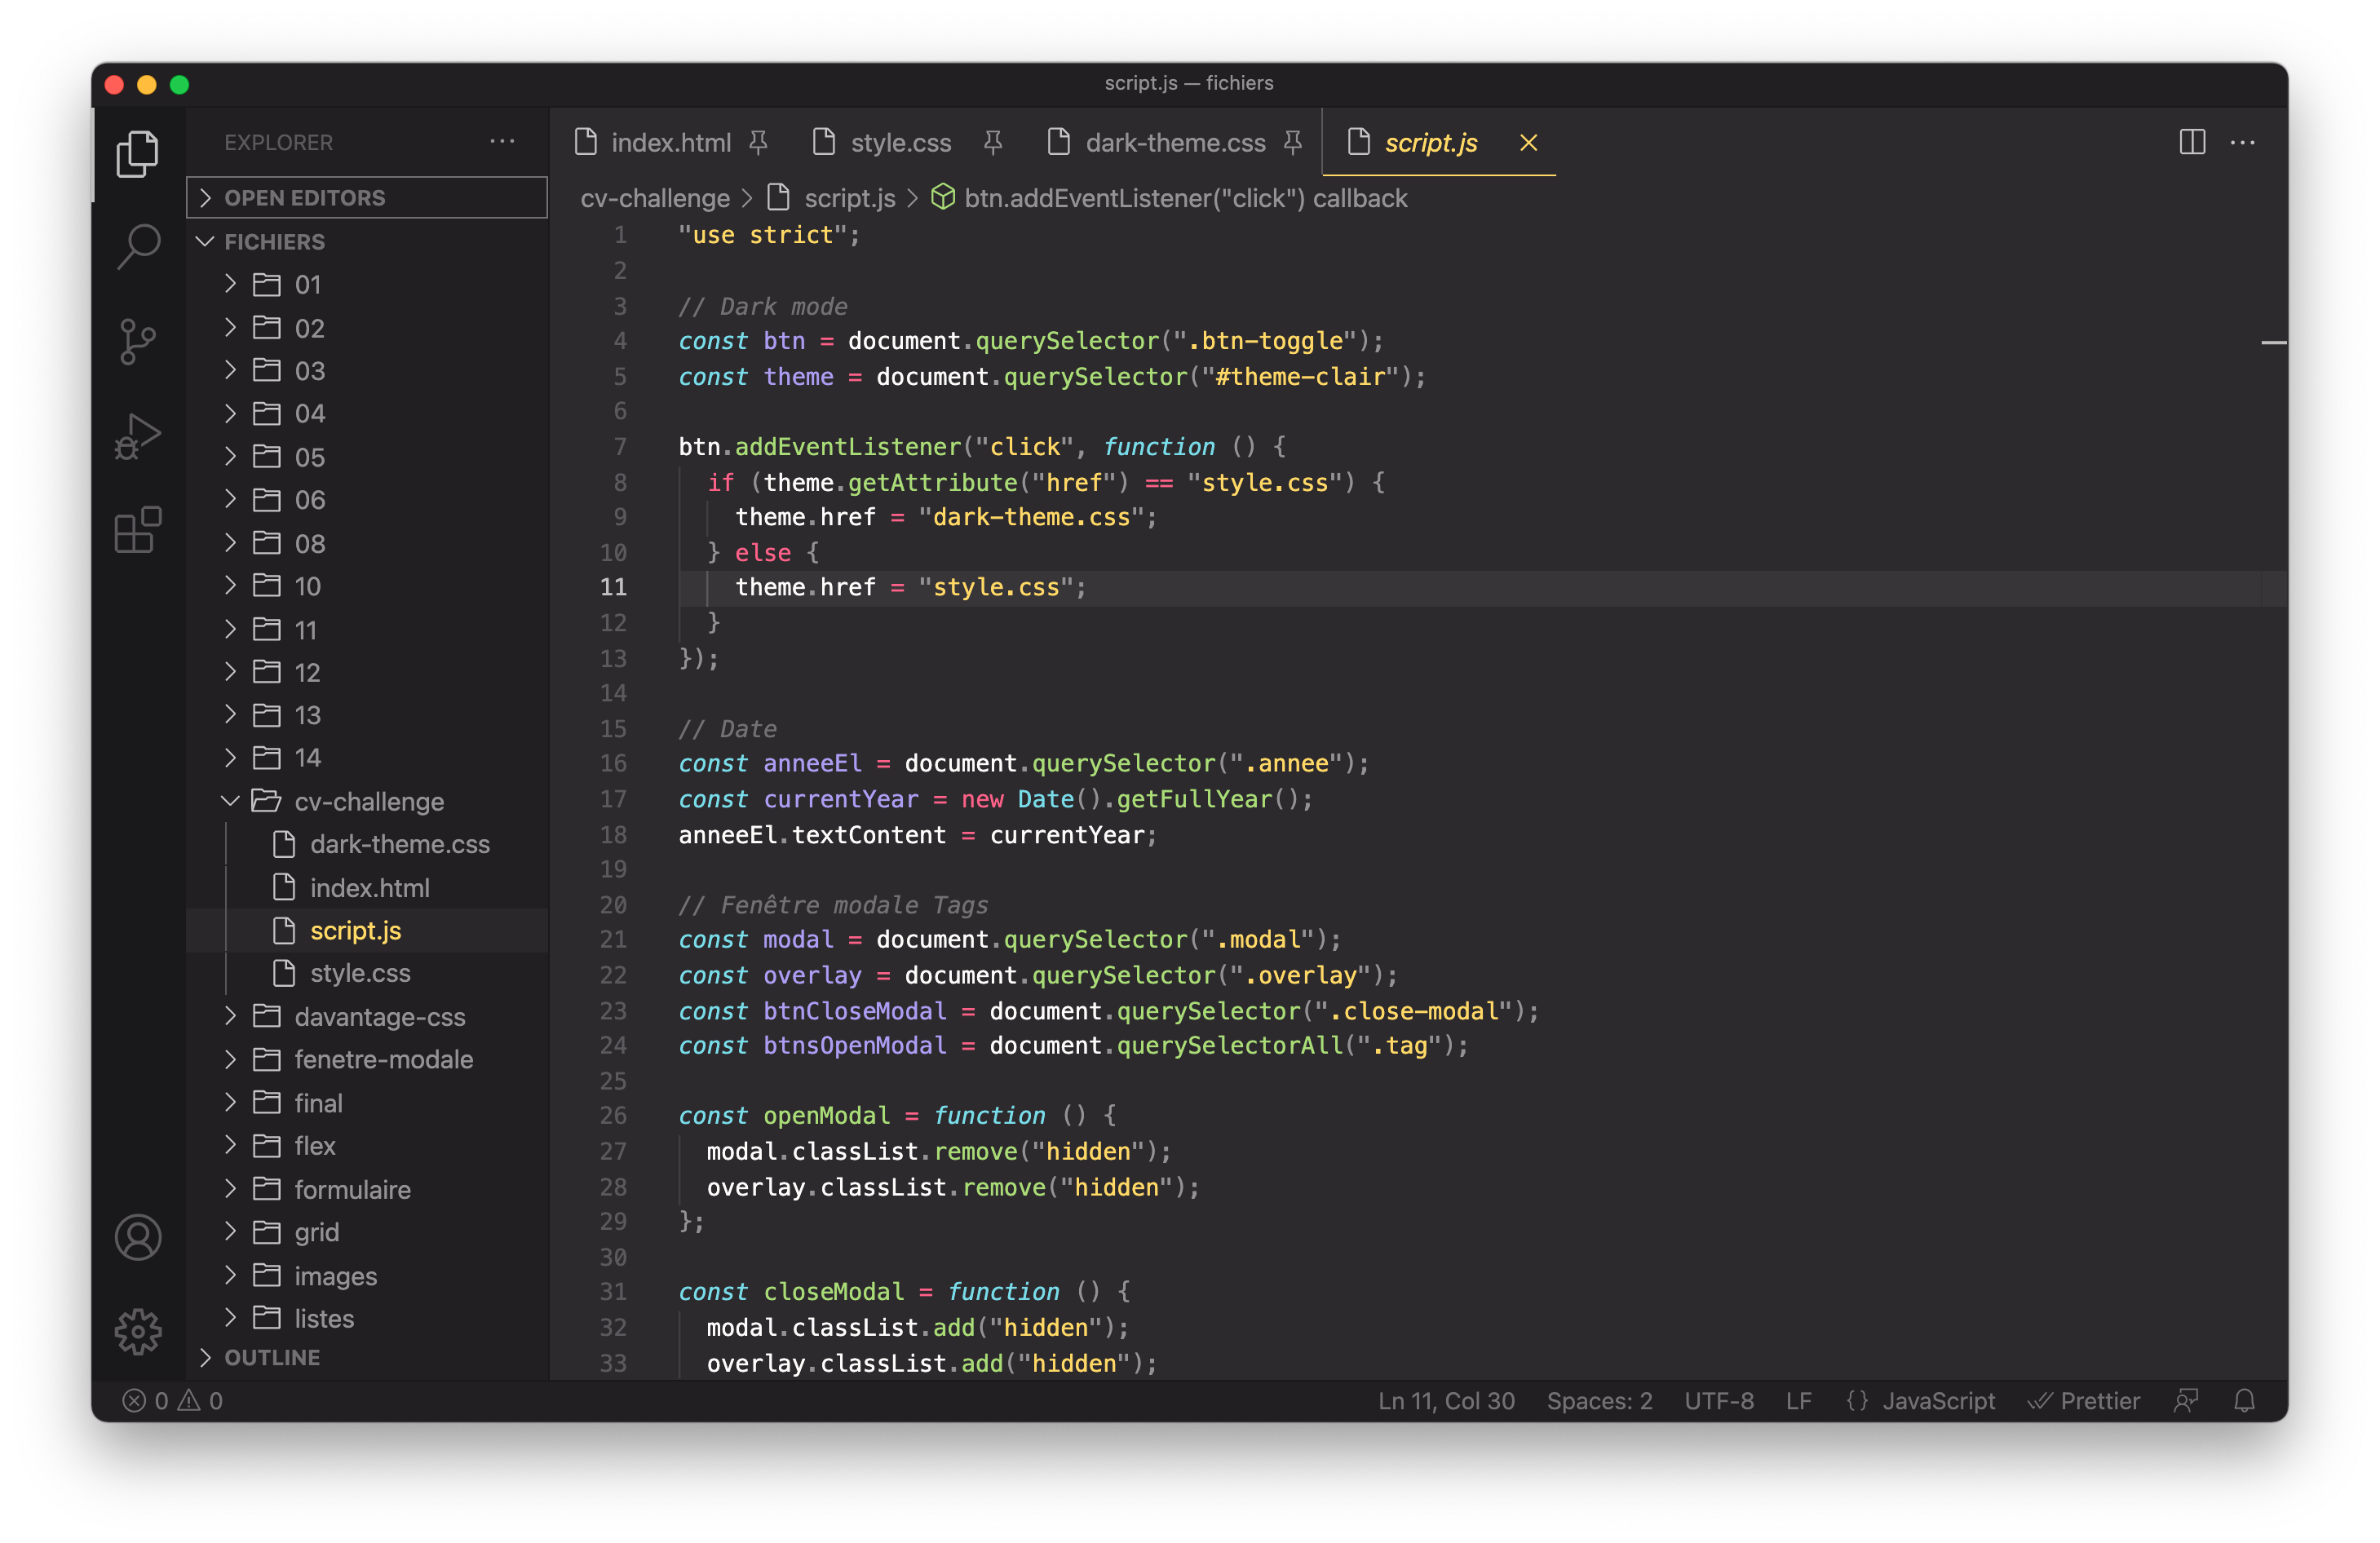 script.js — fichiers
EXPLORER
OPEN EDITORS
FICHIERS
01
02
03
04
05
06
08
10
11
12
13
14
cv-challenge
dark-theme.css
index.html
script.js
style.css
davantage-css
fenetre-modale
final
flex
formulaire
grid
images
listes
OUTLINE
index.html style.css dark-theme.css script.js
cv-challenge > script.js > btn.addEventListener("click") callback
1 "use strict";
2
3 // Dark mode
4 const btn = document.querySelector(".btn-toggle");
5 const theme = document.querySelector("#theme-clair");
6
7 btn.addEventListener("click", function () {
8   if (theme.getAttribute("href") == "style.css") {
9     theme.href = "dark-theme.css";
10   } else {
11     theme.href = "style.css";
12   }
13 });
14
15 // Date
16 const anneeEl = document.querySelector(".annee");
17 const currentYear = new Date().getFullYear();
18 anneeEl.textContent = currentYear;
19
20 // Fenêtre modale Tags
21 const modal = document.querySelector(".modal");
22 const overlay = document.querySelector(".overlay");
23 const btnCloseModal = document.querySelector(".close-modal");
24 const btnsOpenModal = document.querySelectorAll(".tag");
25
26 const openModal = function () {
27   modal.classList.remove("hidden");
28   overlay.classList.remove("hidden");
29 };
30
31 const closeModal = function () {
32   modal.classList.add("hidden");
33   overlay.classList.add("hidden");
0 0
Ln 11, Col 30 Spaces: 2 UTF-8 LF {} JavaScript Prettier